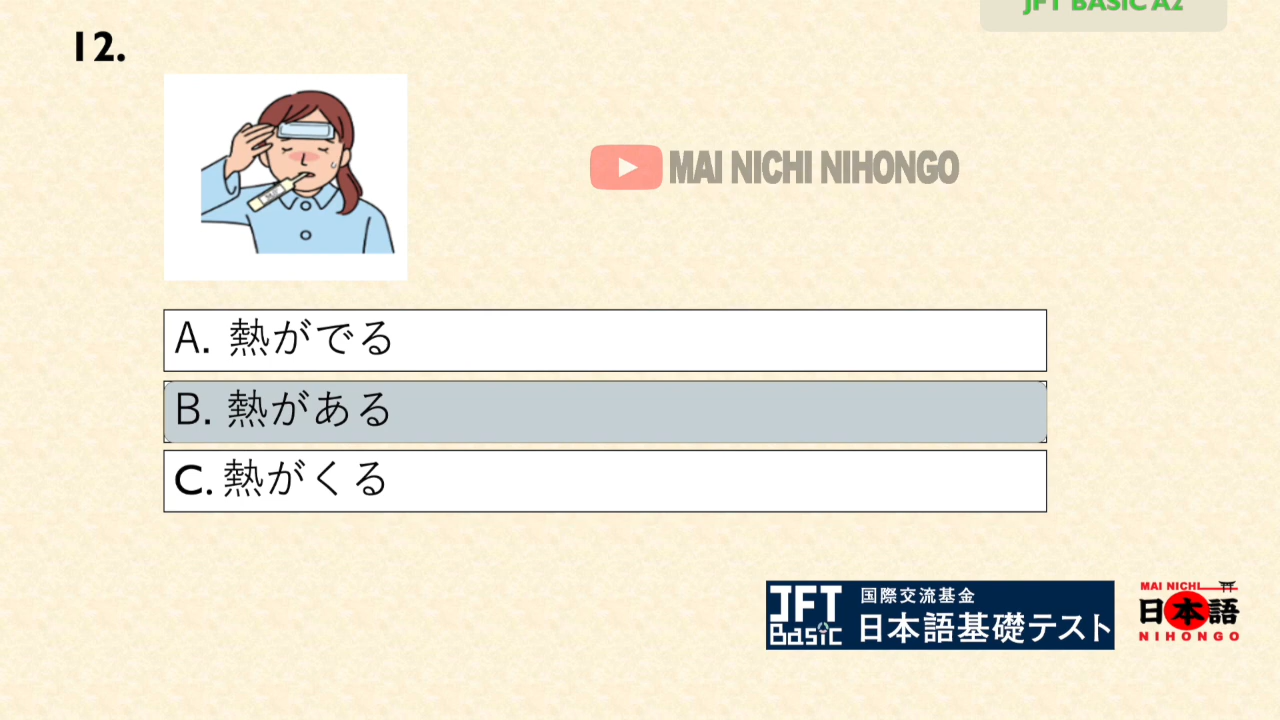 JFT BASIC A2
12.
MAI NICHI NIHONGO
A. 熱がでる
B. 熱がある
C. 熱がくる
JFT Basic
国際交流基金
日本語基礎テスト
MAI NICHI
日本語
NIHONGO